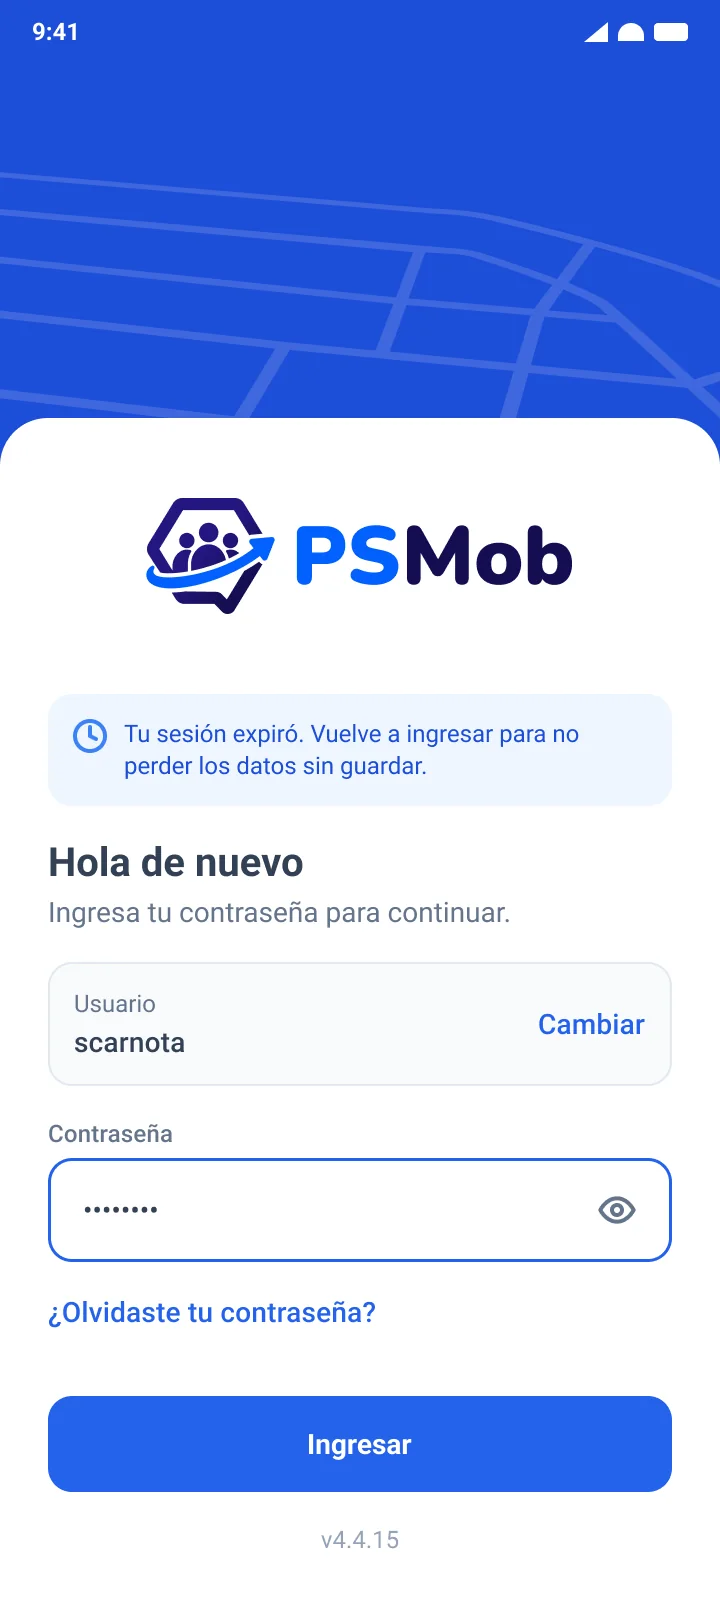 9:41
PSMob
Tu sesión expiró. Vuelve a ingresar para no
perder los datos sin guardar.
Hola de nuevo
Ingresa tu contraseña para continuar.
Usuario
scarnota
Cambiar
Contraseña
••••••••
¿Olvidaste tu contraseña?
Ingresar
v4.4.15